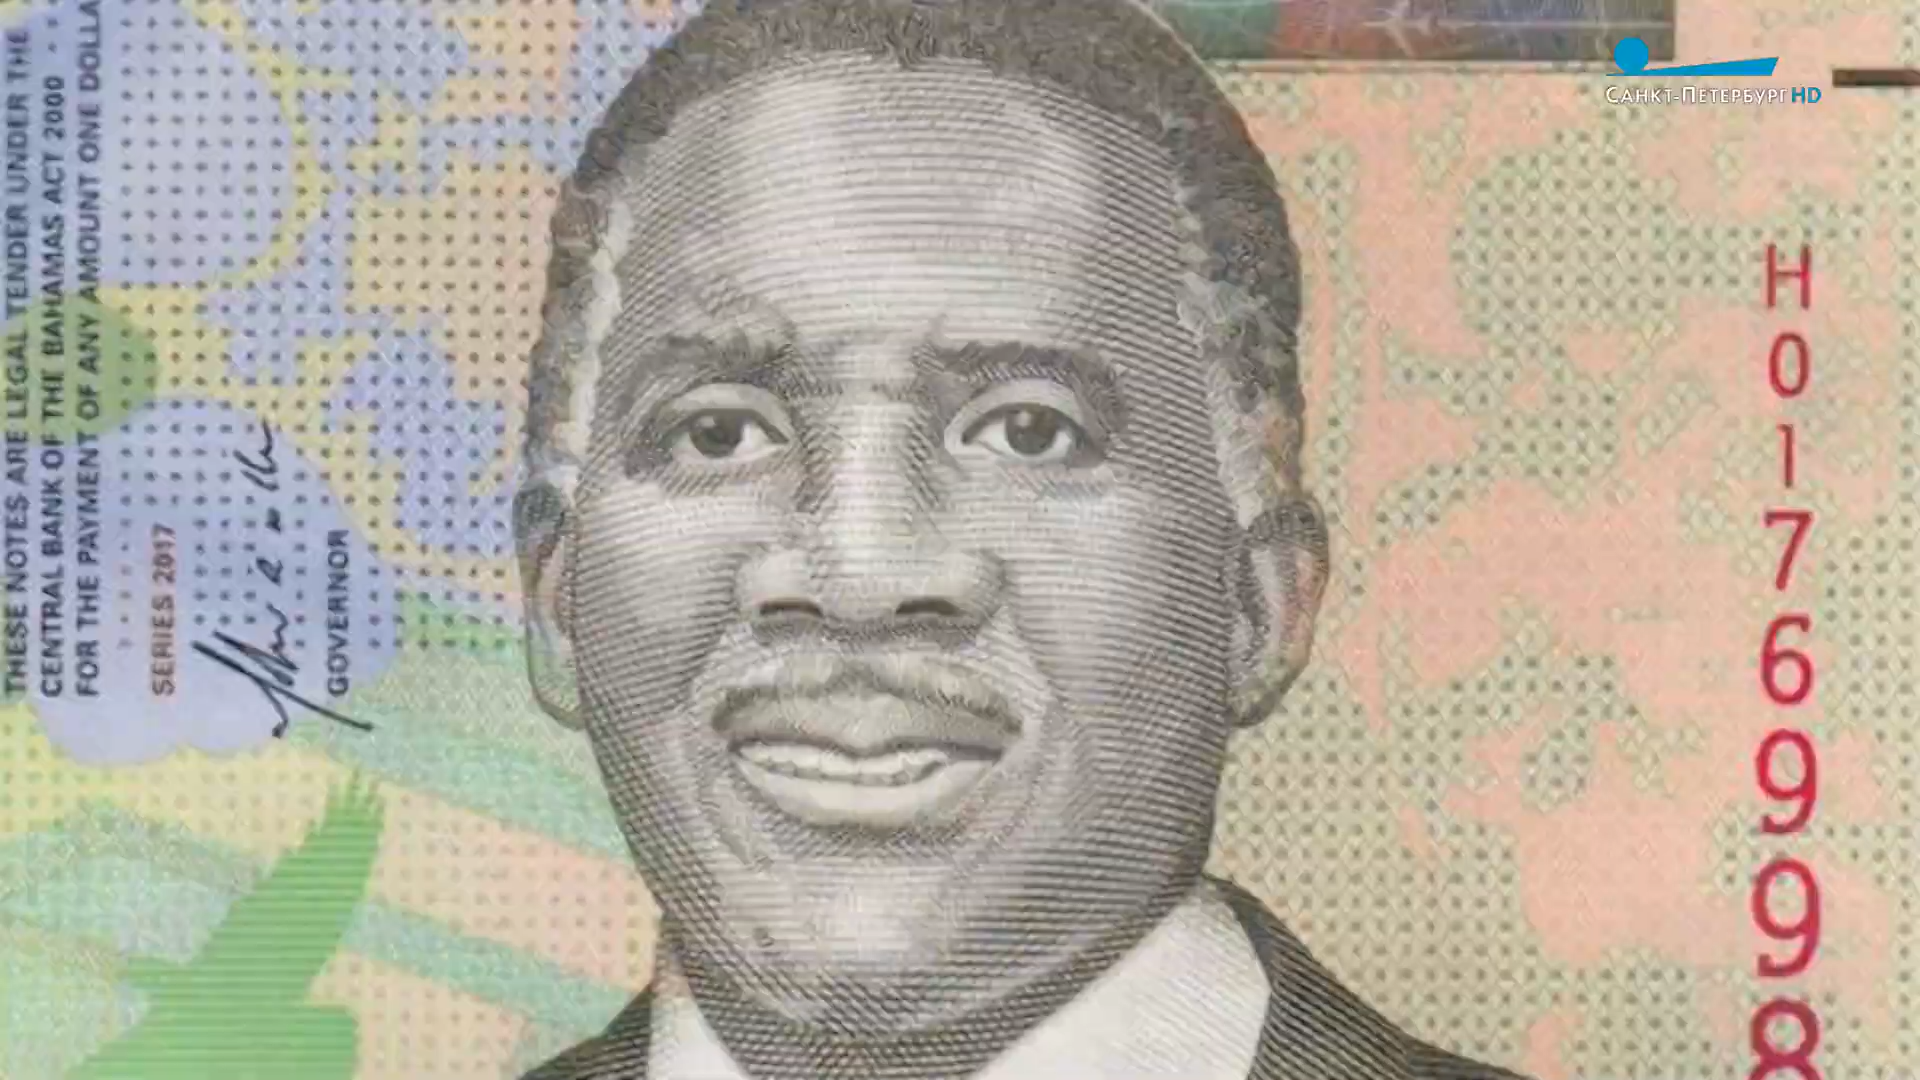 THESE NOTES ARE LEGAL TENDER UNDER THE
CENTRAL BANK OF THE BAHAMAS ACT 2000
FOR THE PAYMENT OF ANY AMOUNT ONE DOLLA
SERIES 2017
GOVERNOR
САНКТ-ПЕТЕРБУРГ HD
H0176998